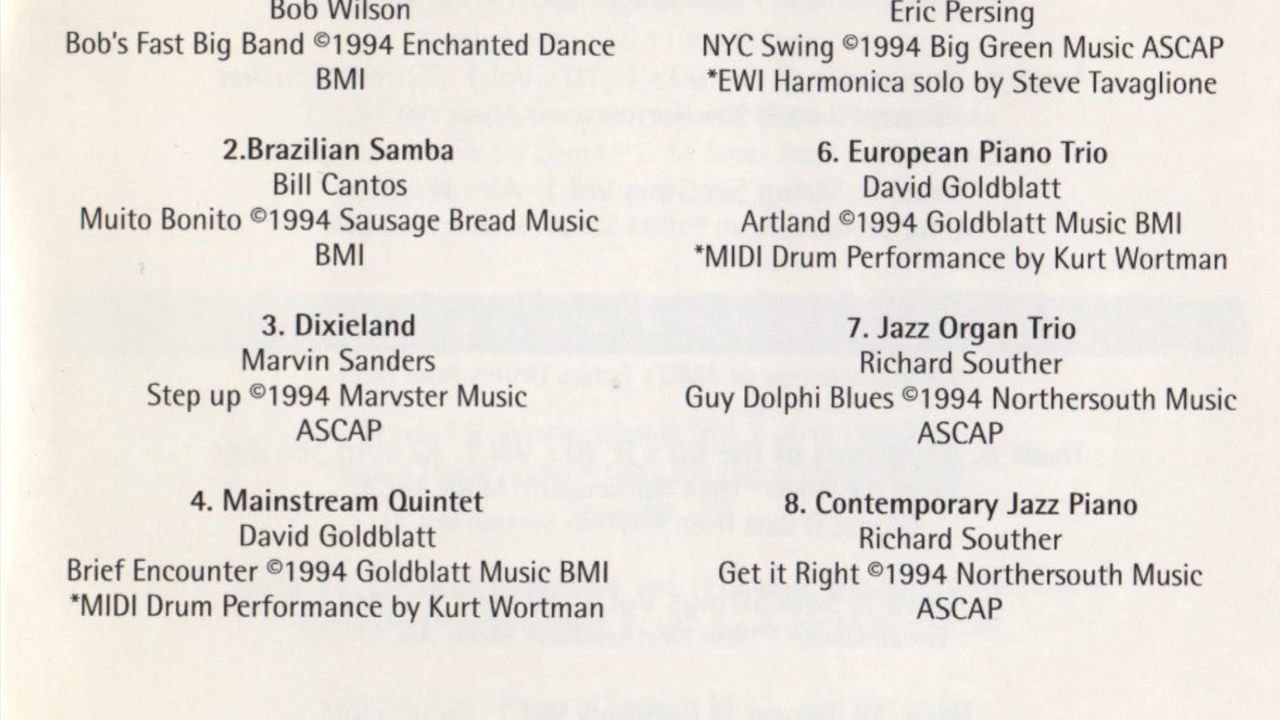 Bob Wilson
Bob's Fast Big Band ©1994 Enchanted Dance
BMI
2.Brazilian Samba
Bill Cantos
Muito Bonito ©1994 Sausage Bread Music
BMI
3. Dixieland
Marvin Sanders
Step up ©1994 Marvster Music
ASCAP
4. Mainstream Quintet
David Goldblatt
Brief Encounter ©1994 Goldblatt Music BMI
*MIDI Drum Performance by Kurt Wortman
Eric Persing
NYC Swing ©1994 Big Green Music ASCAP
*EWI Harmonica solo by Steve Tavaglione
6. European Piano Trio
David Goldblatt
Artland ©1994 Goldblatt Music BMI
*MIDI Drum Performance by Kurt Wortman
7. Jazz Organ Trio
Richard Souther
Guy Dolphi Blues ©1994 Northersouth Music
ASCAP
8. Contemporary Jazz Piano
Richard Souther
Get it Right ©1994 Northersouth Music
ASCAP